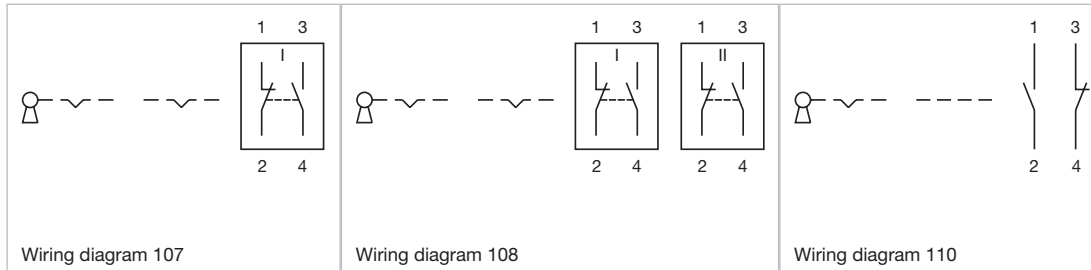 1 3
I
2 4
Wiring diagram 107
1 3 1 3
I II
2 4 2 4
Wiring diagram 108
1 3
2 4
Wiring diagram 110